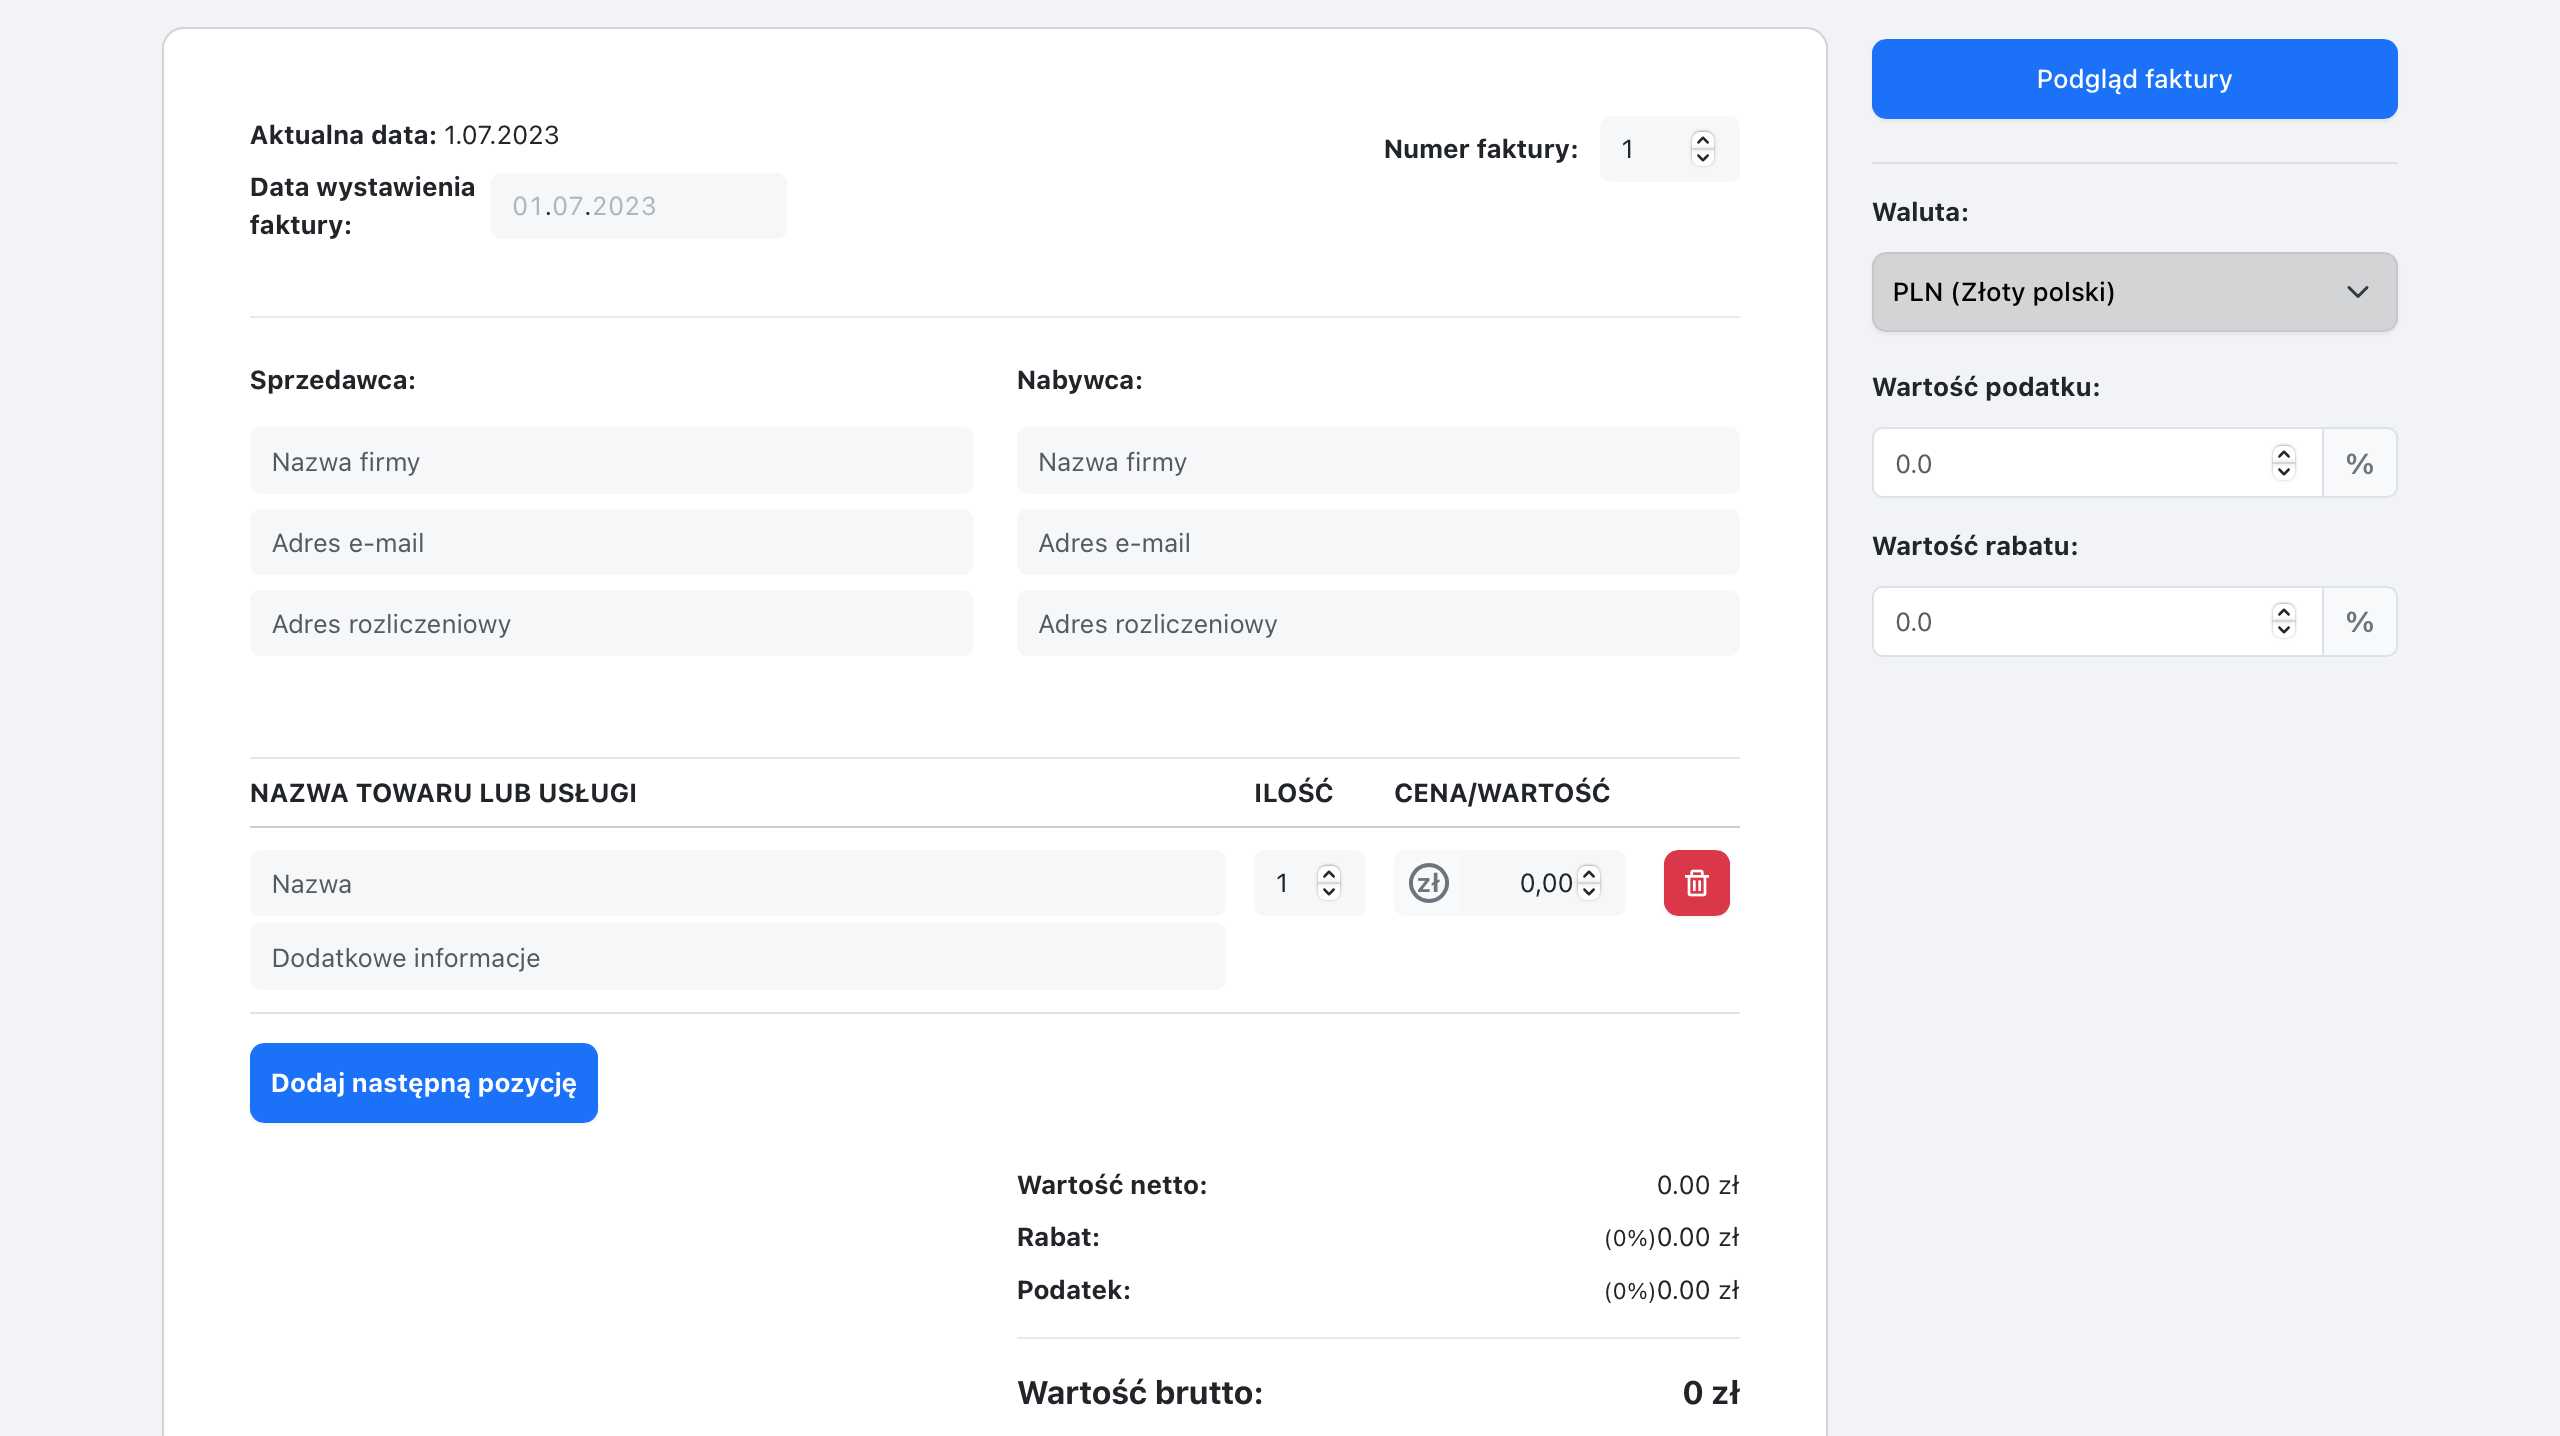 Aktualna data: 1.07.2023
Data wystawienia
faktury:
01.07.2023
Numer faktury:
1
Sprzedawca:
Nazwa firmy
Adres e-mail
Adres rozliczeniowy
Nabywca:
Nazwa firmy
Adres e-mail
Adres rozliczeniowy
NAZWA TOWARU LUB USŁUGI ILOŚĆ CENA/WARTOŚĆ
Nazwa 1 zł 0,00
Dodatkowe informacje
Dodaj następną pozycję
Wartość netto: 0.00 zł
Rabat: (0%)0.00 zł
Podatek: (0%)0.00 zł
Wartość brutto: 0 zł
Podgląd faktury
Waluta:
PLN (Złoty polski)
Wartość podatku:
0.0 %
Wartość rabatu:
0.0 %